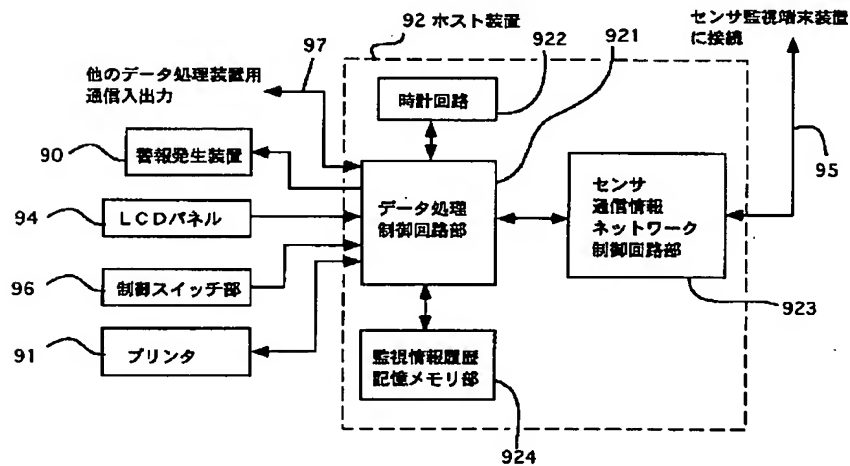 92 ホスト装置
922
921
センサ監視端末装置
に接続
97
他のデータ処理装置用
通信入出力
時計回路
90
警報発生装置
95
94
LCDパネル
データ処理
制御回路部
センサ
通信情報
ネットワーク
制御回路部
96
制御スイッチ部
923
91
プリンタ
監視情報履歴
記憶メモリ部
924